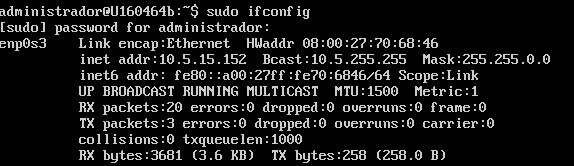 administrador@U160464b:~$ sudo ifconfig
[sudo] password for administrador:
enp0s3    Link encap:Ethernet  HWaddr 08:00:27:70:68:46
          inet addr:10.5.15.152  Bcast:10.5.255.255  Mask:255.255.0.0
          inet6 addr: fe80::a00:27ff:fe70:6846/64 Scope:Link
          UP BROADCAST RUNNING MULTICAST  MTU:1500  Metric:1
          RX packets:20 errors:0 dropped:0 overruns:0 frame:0
          TX packets:3 errors:0 dropped:0 overruns:0 carrier:0
          collisions:0 txqueuelen:1000
          RX bytes:3681 (3.6 KB)  TX bytes:258 (258.0 B)